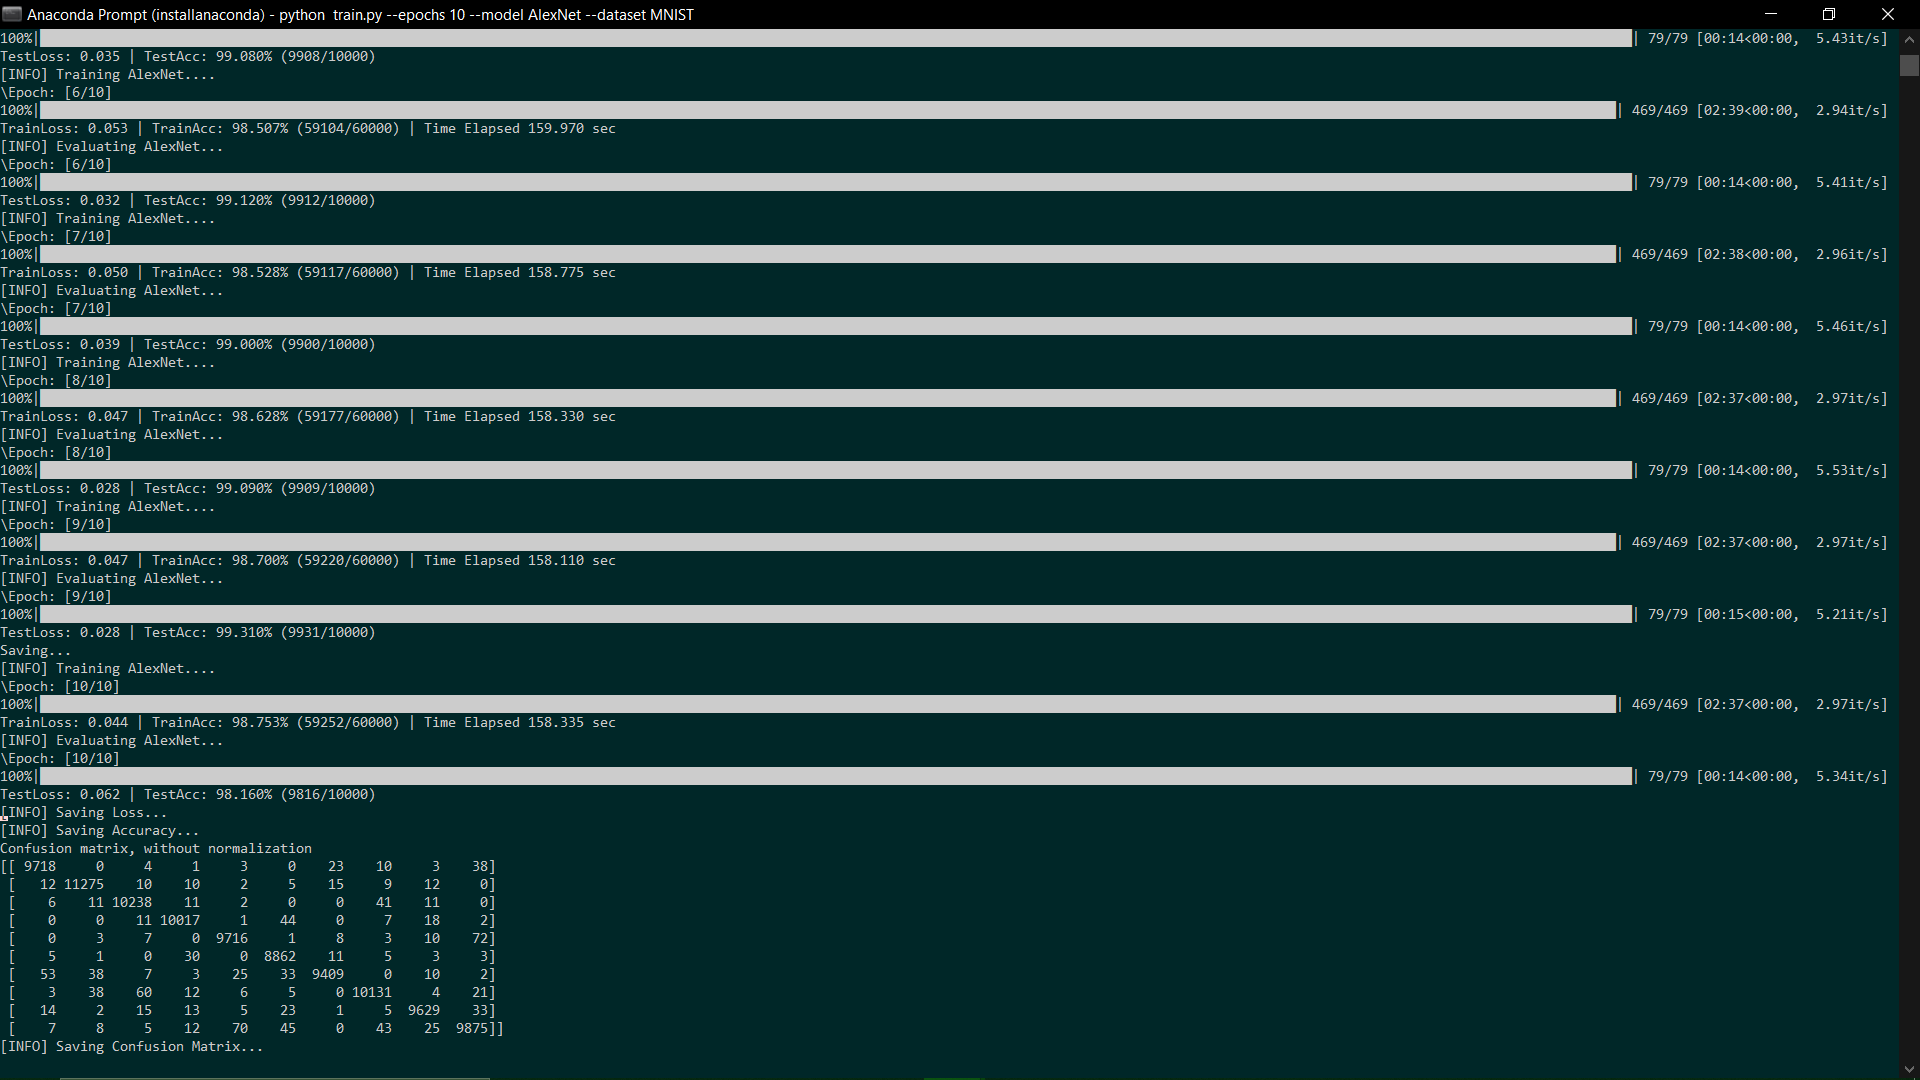 Anaconda Prompt (installanaconda) - python  train.py --epochs 10 --model AlexNet --dataset MNIST
100%| | 79/79 [00:14<00:00,  5.43it/s]
TestLoss: 0.035 | TestAcc: 99.080% (9908/10000)
[INFO] Training AlexNet....
\Epoch: [6/10]
100%| | 469/469 [02:39<00:00,  2.94it/s]
TrainLoss: 0.053 | TrainAcc: 98.507% (59104/60000) | Time Elapsed 159.970 sec
[INFO] Evaluating AlexNet...
\Epoch: [6/10]
100%| | 79/79 [00:14<00:00,  5.41it/s]
TestLoss: 0.032 | TestAcc: 99.120% (9912/10000)
[INFO] Training AlexNet....
\Epoch: [7/10]
100%| | 469/469 [02:38<00:00,  2.96it/s]
TrainLoss: 0.050 | TrainAcc: 98.528% (59117/60000) | Time Elapsed 158.775 sec
[INFO] Evaluating AlexNet...
\Epoch: [7/10]
100%| | 79/79 [00:14<00:00,  5.46it/s]
TestLoss: 0.039 | TestAcc: 99.000% (9900/10000)
[INFO] Training AlexNet....
\Epoch: [8/10]
100%| | 469/469 [02:37<00:00,  2.97it/s]
TrainLoss: 0.047 | TrainAcc: 98.628% (59177/60000) | Time Elapsed 158.330 sec
[INFO] Evaluating AlexNet...
\Epoch: [8/10]
100%| | 79/79 [00:14<00:00,  5.53it/s]
TestLoss: 0.028 | TestAcc: 99.090% (9909/10000)
[INFO] Training AlexNet....
\Epoch: [9/10]
100%| | 469/469 [02:37<00:00,  2.97it/s]
TrainLoss: 0.047 | TrainAcc: 98.700% (59220/60000) | Time Elapsed 158.110 sec
[INFO] Evaluating AlexNet...
\Epoch: [9/10]
100%| | 79/79 [00:15<00:00,  5.21it/s]
TestLoss: 0.028 | TestAcc: 99.310% (9931/10000)
Saving...
[INFO] Training AlexNet....
\Epoch: [10/10]
100%| | 469/469 [02:37<00:00,  2.97it/s]
TrainLoss: 0.044 | TrainAcc: 98.753% (59252/60000) | Time Elapsed 158.335 sec
[INFO] Evaluating AlexNet...
\Epoch: [10/10]
100%| | 79/79 [00:14<00:00,  5.34it/s]
TestLoss: 0.062 | TestAcc: 98.160% (9816/10000)
[INFO] Saving Loss...
[INFO] Saving Accuracy...
Confusion matrix, without normalization
[[ 9718     0     4     1     3     0    23    10     3    38]
 [   12 11275    10    10     2     5    15     9    12     0]
 [    6    11 10238    11     2     0     0    41    11     0]
 [    0     0    11 10017     1    44     0     7    18     2]
 [    0     3     7     0  9716     1     8     3    10    72]
 [    5     1     0    30     0  8862    11     5     3     3]
 [   53    38     7     3    25    33  9409     0    10     2]
 [    3    38    60    12     6     5     0 10131     4    21]
 [   14     2    15    13     5    23     1     5  9629    33]
 [    7     8     5    12    70    45     0    43    25  9875]]
[INFO] Saving Confusion Matrix...